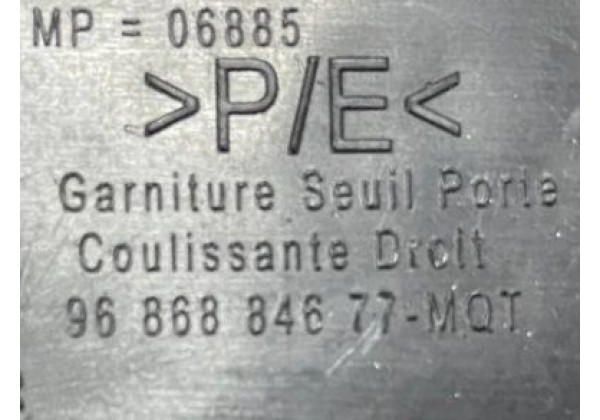 MP = 06885
>P/E<
Garniture Seuil Porte
Coulissante Droit
96 868 846 77-MQT